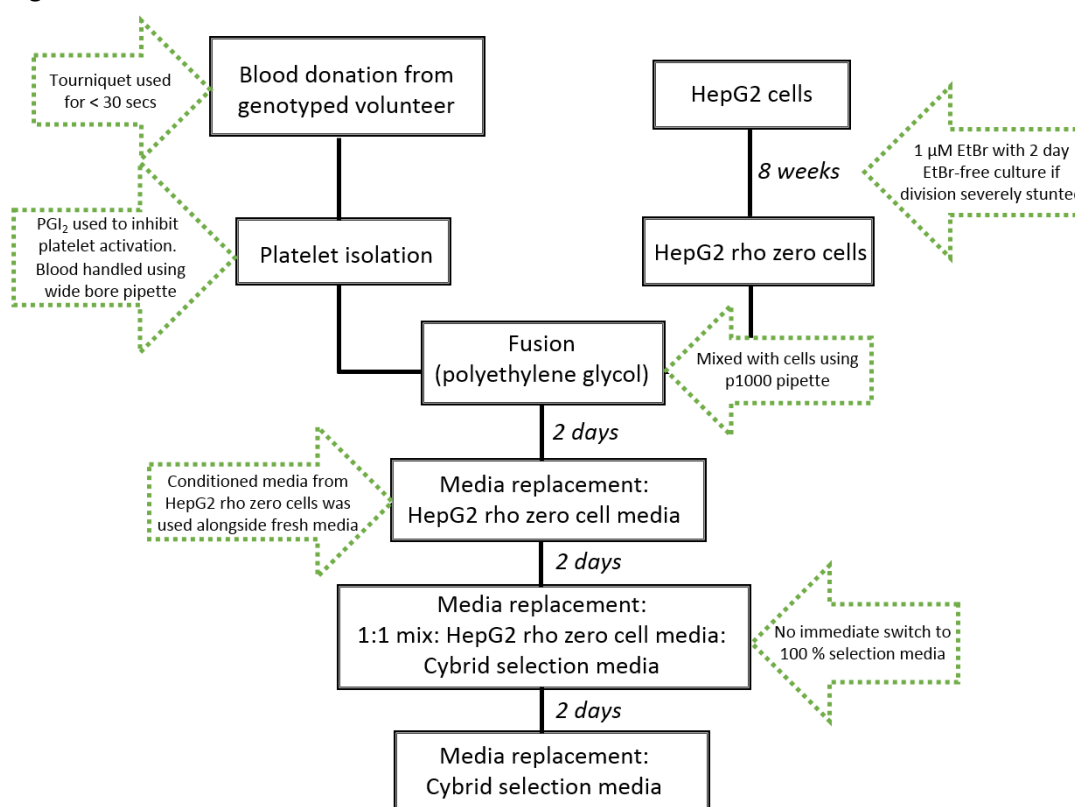 Tourniquet used
for < 30 secs
Blood donation from
genotyped volunteer
HepG2 cells
8 weeks
1 µM EtBr with 2 day
EtBr-free culture if
division severely stunted
PGI₂ used to inhibit
platelet activation.
Blood handled using
wide bore pipette
Platelet isolation
HepG2 rho zero cells
Fusion
(polyethylene glycol)
Mixed with cells using
p1000 pipette
2 days
Conditioned media from
HepG2 rho zero cells was
used alongside fresh media
Media replacement:
HepG2 rho zero cell media
2 days
Media replacement:
1:1 mix: HepG2 rho zero cell media:
Cybrid selection media
No immediate switch to
100 % selection media
2 days
Media replacement:
Cybrid selection media